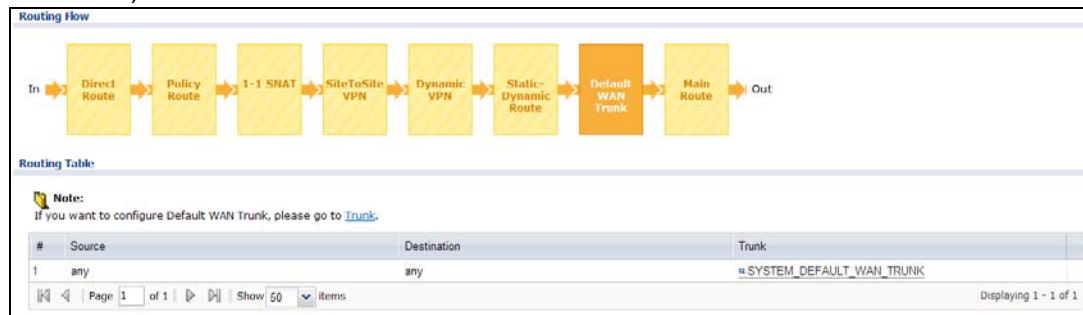 Routing Flow
In Direct Route Policy Route 1-1 SNAT SiteToSite VPN Dynamic VPN Static-Dynamic Route Default WAN Trunk Main Route Out
Routing Table
Note:
If you want to configure Default WAN Trunk, please go to Trunk.
# Source Destination Trunk
1 any any SYSTEM_DEFAULT_WAN_TRUNK
Page 1 of 1 Show 50 items Displaying 1 - 1 of 1